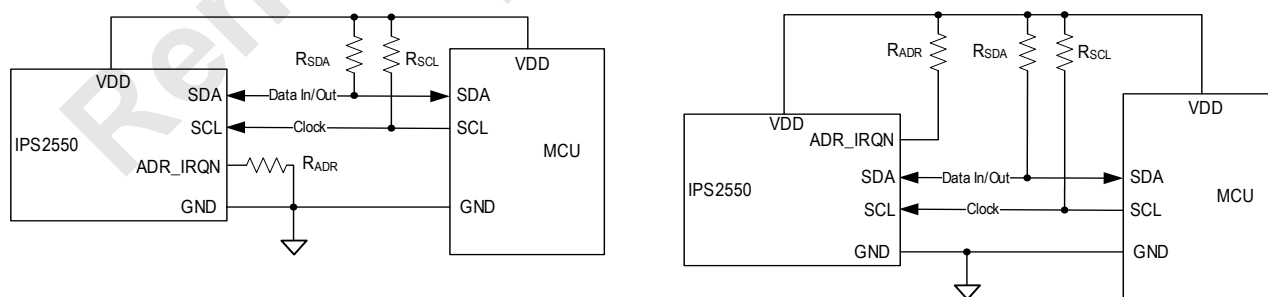 Ren
RSDA
RSCL
VDD
VDD
SDA
Data In/Out
SDA
SCL
Clock
SCL
IPS2550
MCU
ADR_IRQN
RADR
GND
GND
RADR
RSDA
RSCL
VDD
VDD
ADR_IRQN
SDA
Data In/Out
SDA
IPS2550
MCU
SCL
Clock
SCL
GND
GND